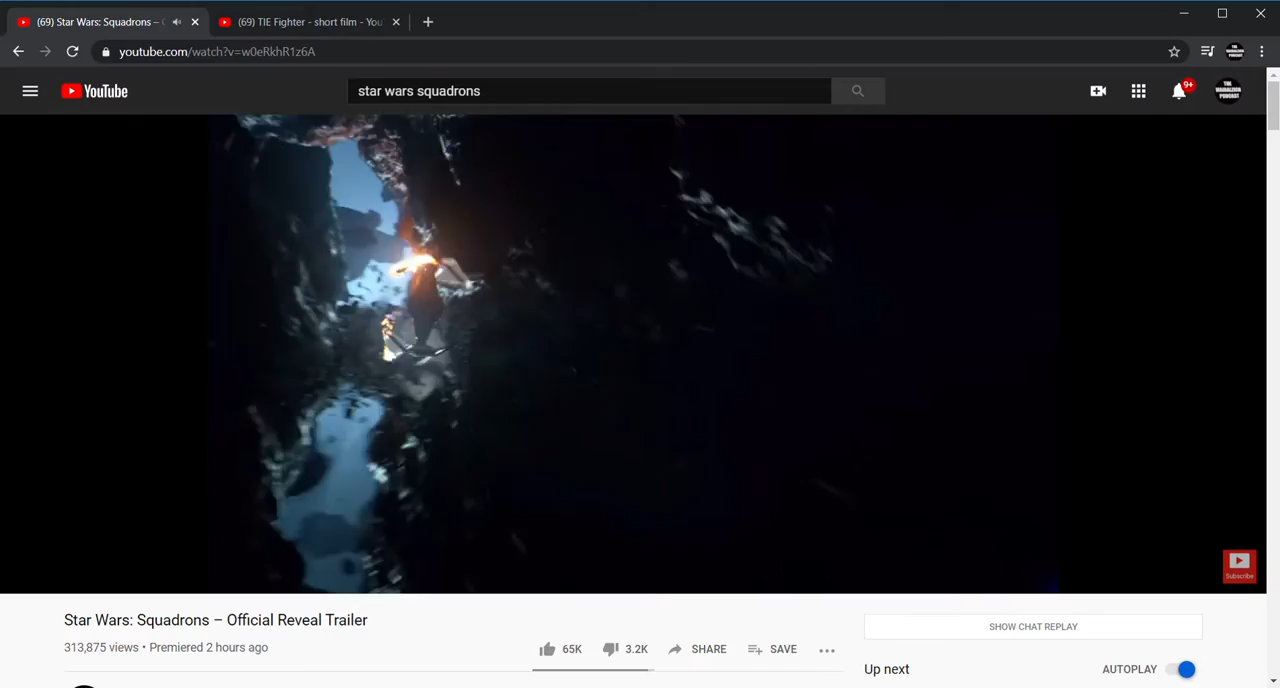 (69) Star Wars: Squadrons –
(69) TIE Fighter - short film - You
youtube.com/watch?v=w0eRkhR1z6A
YouTube
star wars squadrons
9+
THE
PODCAST
Subscribe
Star Wars: Squadrons – Official Reveal Trailer
313,875 views • Premiered 2 hours ago
65K
3.2K
SHARE
SAVE
SHOW CHAT REPLAY
Up next
AUTOPLAY